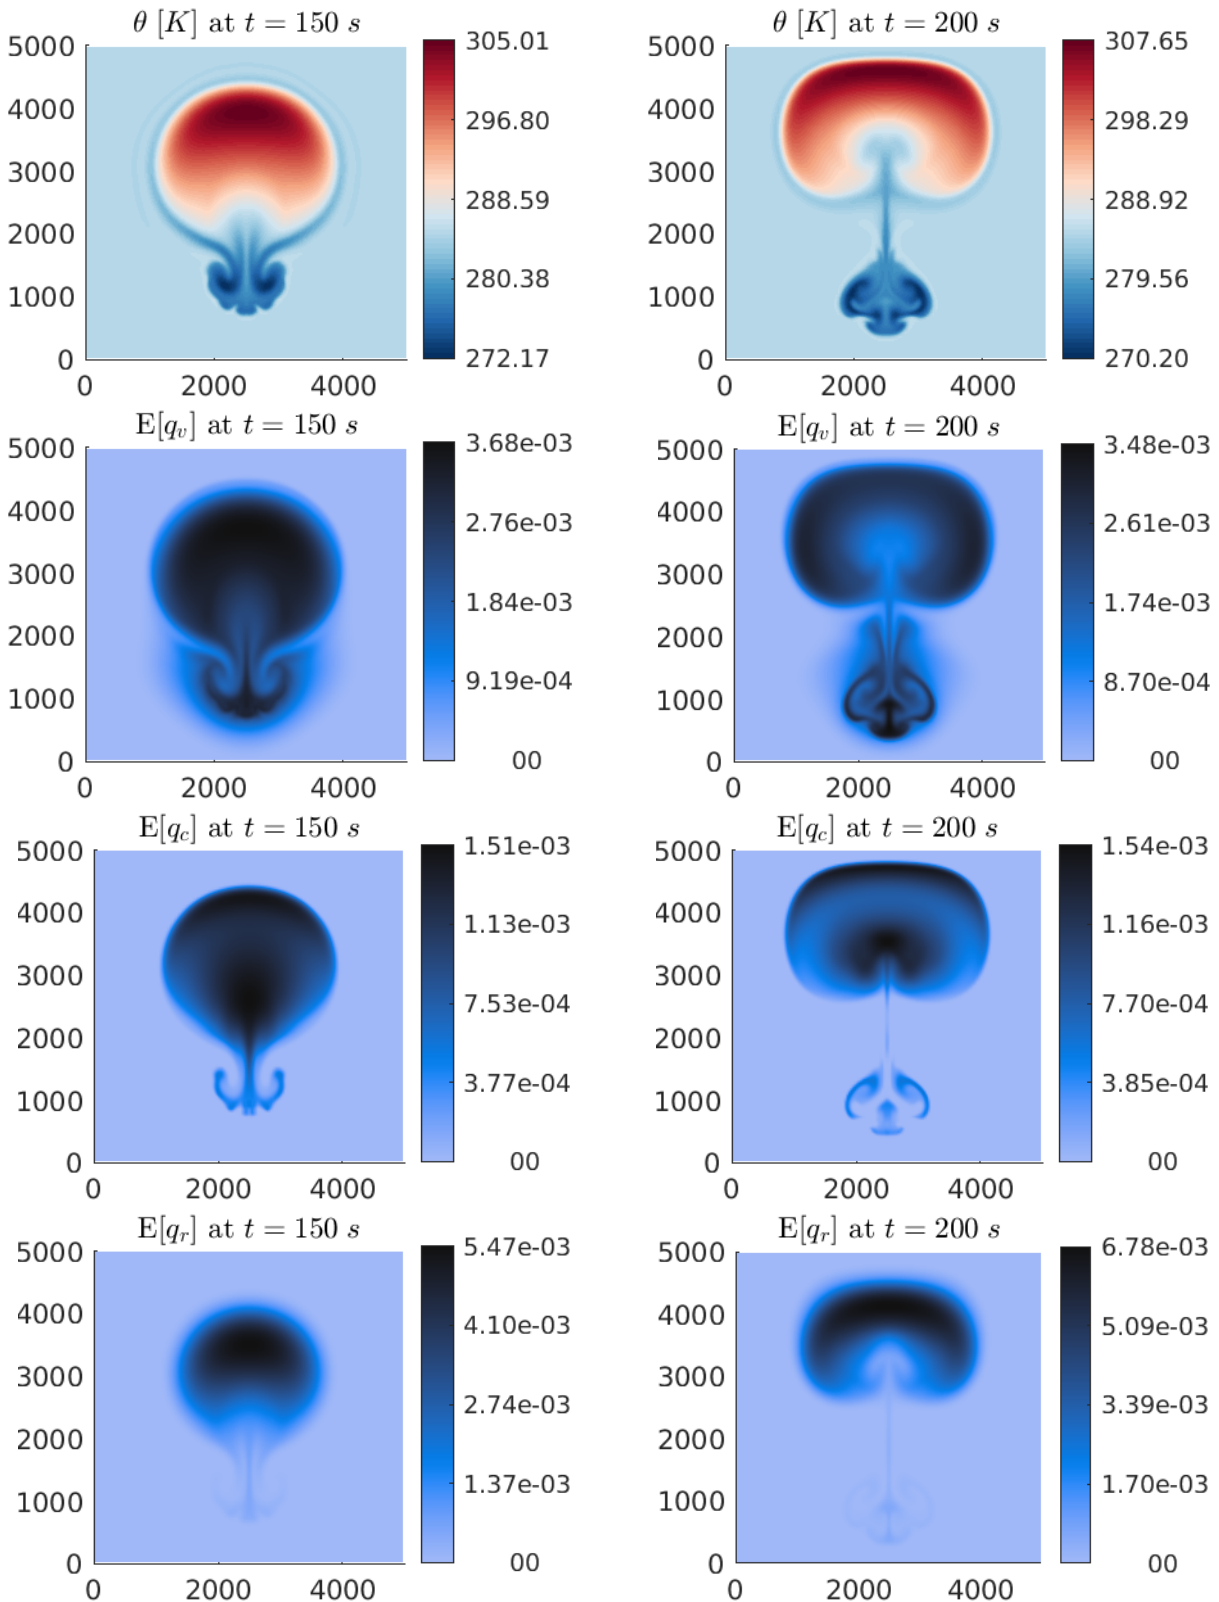 θ [K] at t = 150 s
5000
4000
3000
2000
1000
0
0 2000 4000
305.01
296.80
288.59
280.38
272.17
θ [K] at t = 200 s
5000
4000
3000
2000
1000
0
0 2000 4000
307.65
298.29
288.92
279.56
270.20
E[q_v] at t = 150 s
5000
4000
3000
2000
1000
0
0 2000 4000
3.68e-03
2.76e-03
1.84e-03
9.19e-04
00
E[q_v] at t = 200 s
5000
4000
3000
2000
1000
0
0 2000 4000
3.48e-03
2.61e-03
1.74e-03
8.70e-04
00
E[q_c] at t = 150 s
5000
4000
3000
2000
1000
0
0 2000 4000
1.51e-03
1.13e-03
7.53e-04
3.77e-04
00
E[q_c] at t = 200 s
5000
4000
3000
2000
1000
0
0 2000 4000
1.54e-03
1.16e-03
7.70e-04
3.85e-04
00
E[q_r] at t = 150 s
5000
4000
3000
2000
1000
0
0 2000 4000
5.47e-03
4.10e-03
2.74e-03
1.37e-03
00
E[q_r] at t = 200 s
5000
4000
3000
2000
1000
0
0 2000 4000
6.78e-03
5.09e-03
3.39e-03
1.70e-03
00